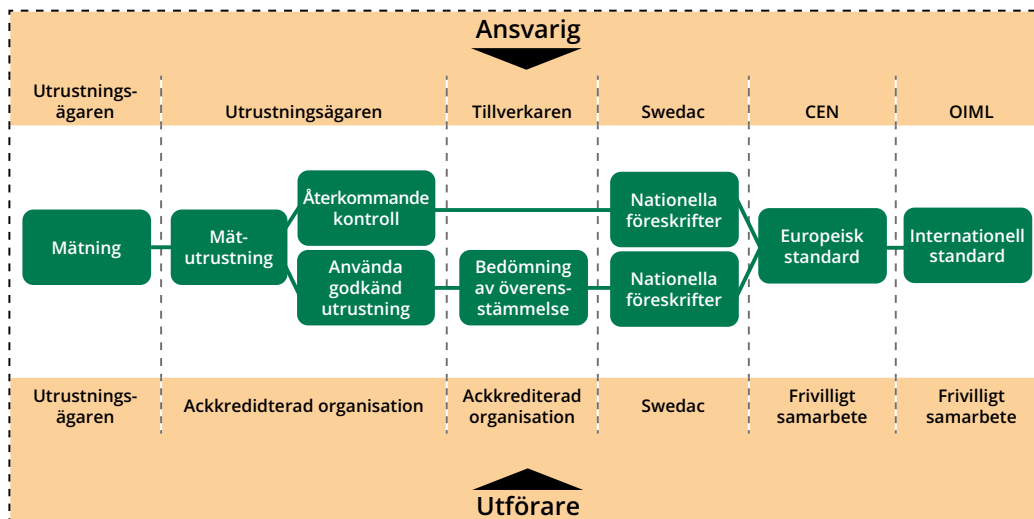 Ansvarig
Utrustnings-
ägaren
Utrustningsägaren
Tillverkaren
Swedac
CEN
OIML
Mätning
Mät-
utrustning
Återkommande
kontroll
Använda
godkänd
utrustning
Bedömning
av överens-
stämmelse
Nationella
föreskrifter
Nationella
föreskrifter
Europeisk
standard
Internationell
standard
Utrustnings-
ägaren
Ackkredidterad organisation
Ackkrediterad
organisation
Swedac
Frivilligt
samarbete
Frivilligt
samarbete
Utförare